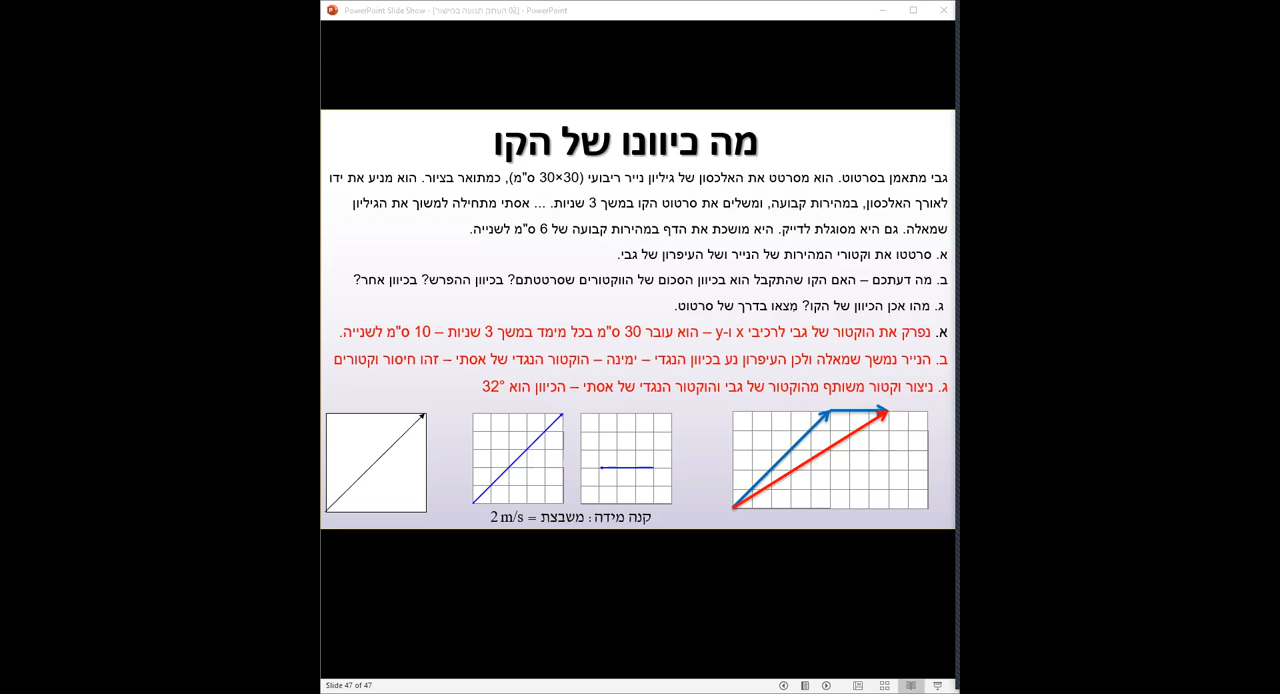 PowerPoint Slide Show - [02 העתק תנועה במישור] - PowerPoint
מה כיוונו של הקו
גבי מתאמן בסרטוט. הוא מסרטט את האלכסון של גיליון נייר ריבועי (30×30 ס"מ), כמתואר בציור. הוא מניע את ידו
לאורך האלכסון, במהירות קבועה, ומשלים את סרטוט הקו במשך 3 שניות. ... אסתי מתחילה למשוך את הגיליון
שמאלה. גם היא מסוגלת לדייק. היא מושכת את הדף במהירות קבועה של 6 ס"מ לשנייה.
א. סרטטו את וקטורי המהירות של הנייר ושל העיפרון של גבי.
ב. מה דעתכם – האם הקו שהתקבל הוא בכיוון הסכום של הווקטורים שסרטטתם? בכיוון ההפרש? בכיוון אחר?
ג. מהו אכן הכיוון של הקו? מִצאו בדרך של סרטוט.
א. נפרק את הוקטור של גבי לרכיבי x ו-y – הוא עובר 30 ס"מ בכל מימד במשך 3 שניות – 10 ס"מ לשנייה.
ב. הנייר נמשך שמאלה ולכן העיפרון נע בכיוון הנגדי – ימינה – הוקטור הנגדי של אסתי – זהו חיסור וקטורים
ג. ניצור וקטור משותף מהוקטור של גבי והוקטור הנגדי של אסתי – הכיוון הוא 32°
קנה מידה: משבצת = 2 m/s
Slide 47 of 47